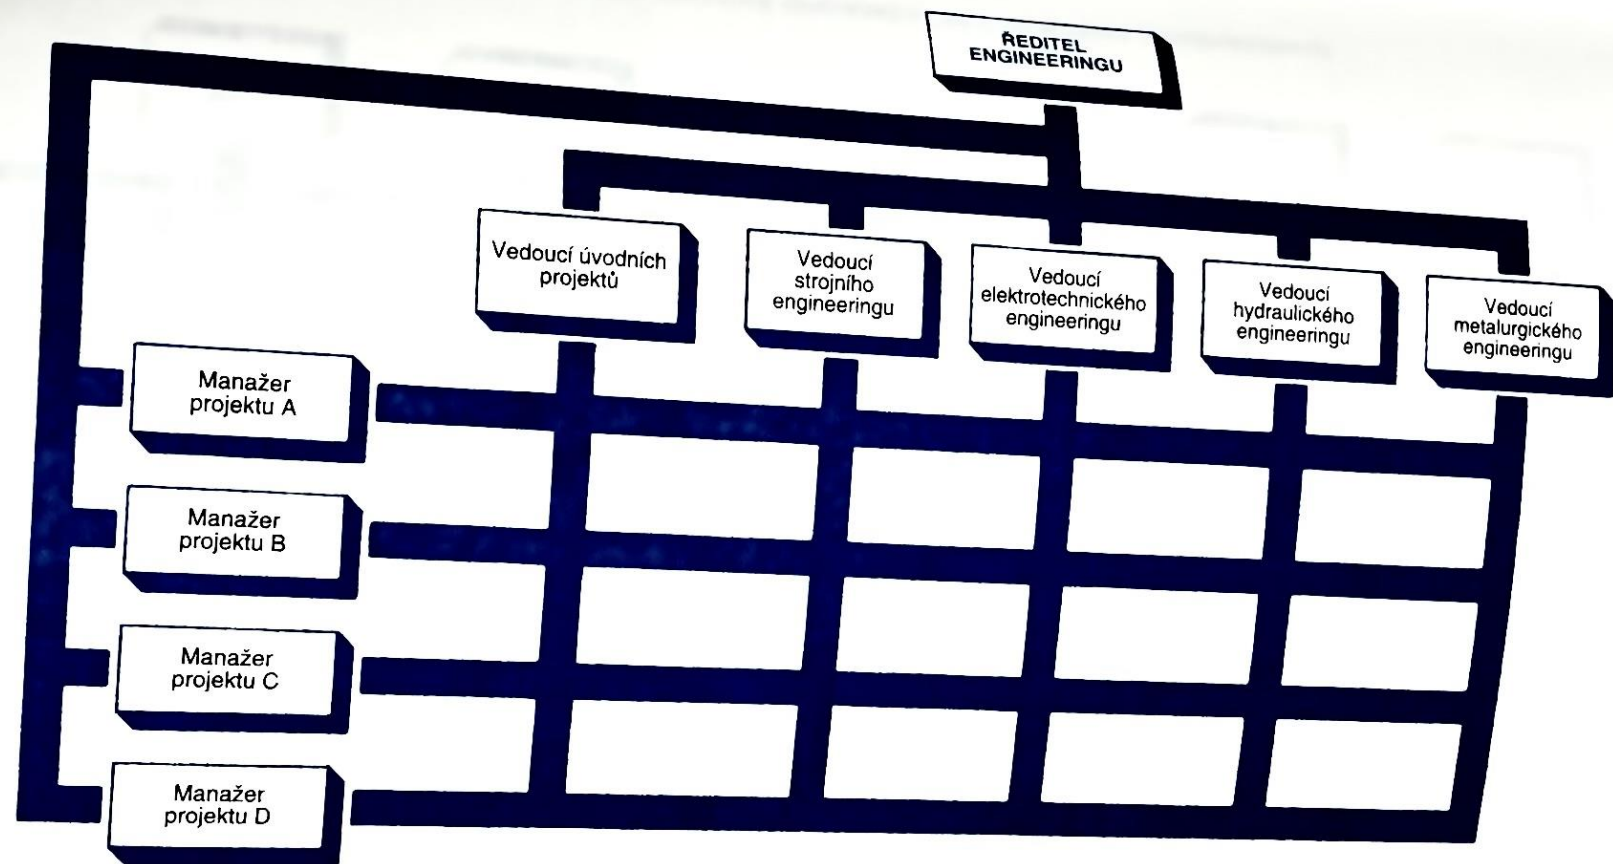 ŘEDITEL
ENGINEERINGU
Vedoucí úvodních
projektů
Vedoucí
strojního
engineeringu
Vedoucí
elektrotechnického
engineeringu
Vedoucí
hydraulického
engineeringu
Vedoucí
metalurgického
engineeringu
Manažer
projektu A
Manažer
projektu B
Manažer
projektu C
Manažer
projektu D